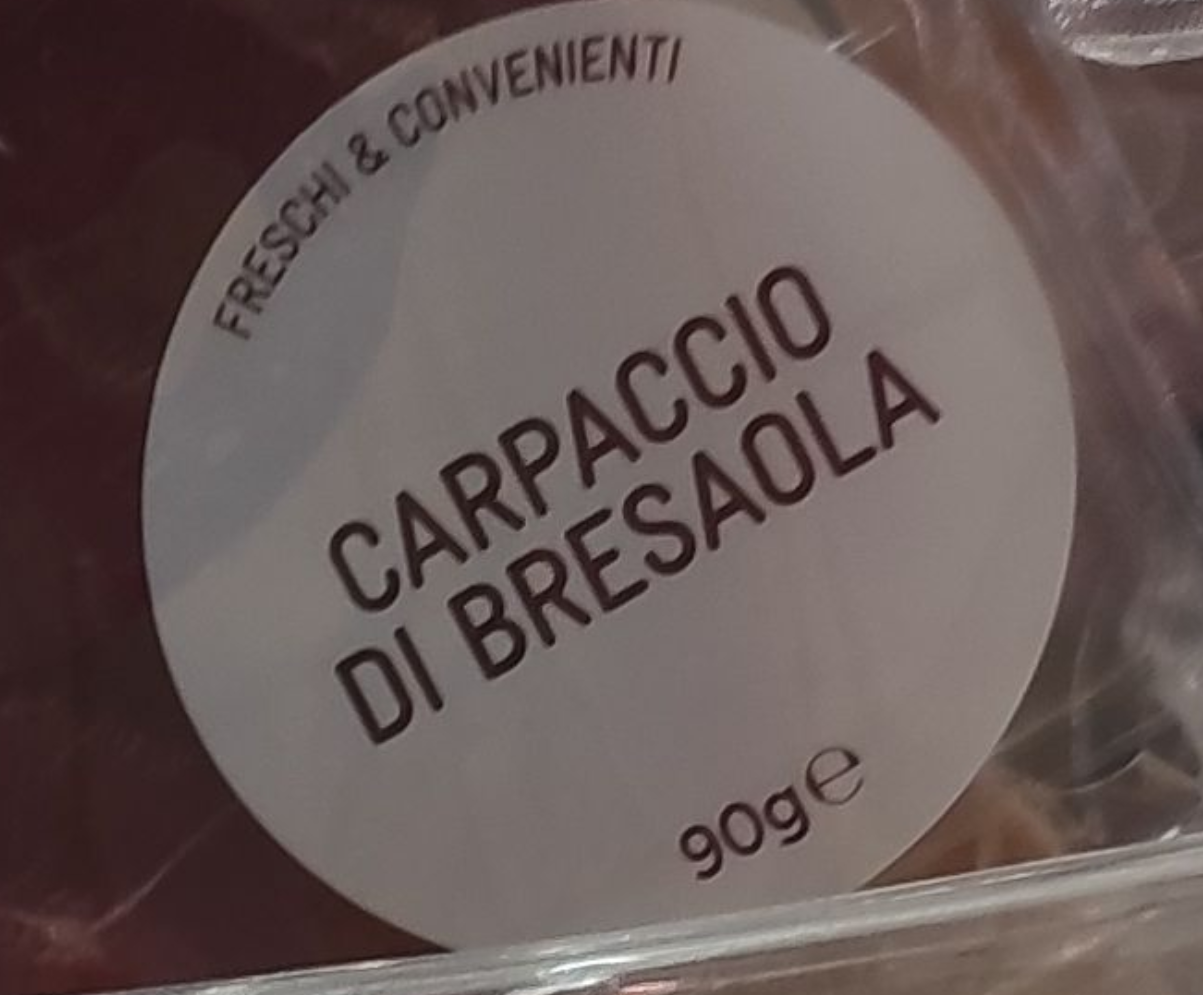 FRESCHI & CONVENIENTI
CARPACCIO
DI BRESAOLA
90g℮